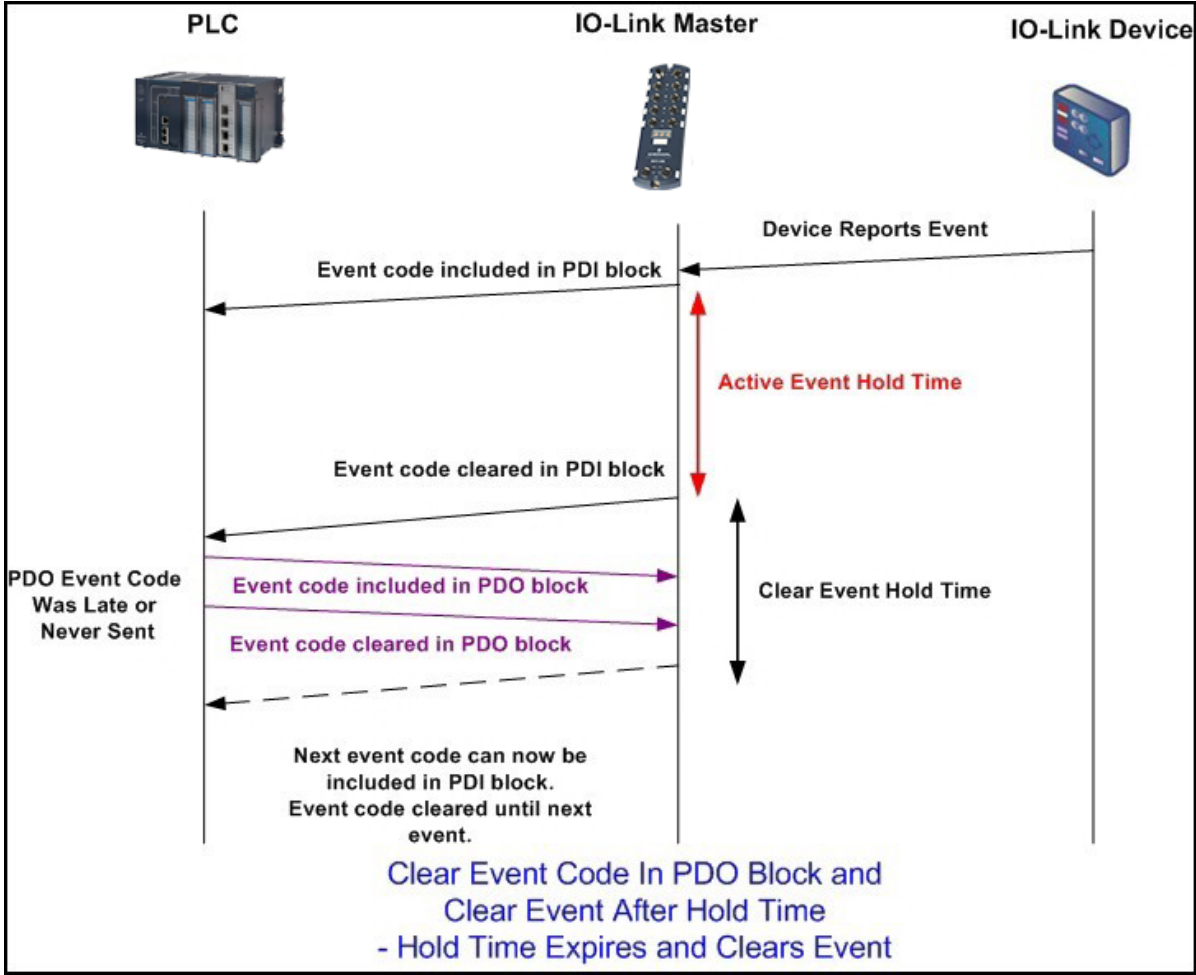 PLC
IO-Link Master
IO-Link Device
Device Reports Event
Event code included in PDI block
Active Event Hold Time
Event code cleared in PDI block
PDO Event Code
Was Late or
Never Sent
Event code included in PDO block
Clear Event Hold Time
Event code cleared in PDO block
Next event code can now be
included in PDI block.
Event code cleared until next
event.
Clear Event Code In PDO Block and
Clear Event After Hold Time
- Hold Time Expires and Clears Event